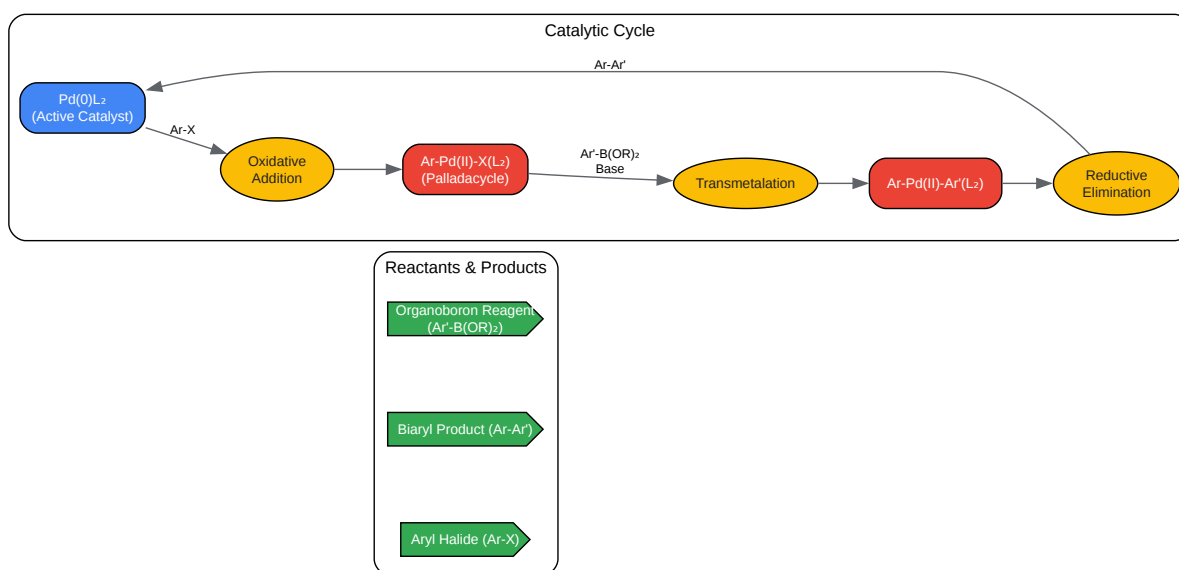 Catalytic Cycle
Ar-Ar'
Pd(0)L₂
(Active Catalyst)
Ar-X
Oxidative
Addition
Ar-Pd(II)-X(L₂)
(Palladacycle)
Ar'-B(OR)₂
Base
Transmetalation
Ar-Pd(II)-Ar'(L₂)
Reductive
Elimination
Reactants & Products
Organoboron Reagent
(Ar'-B(OR)₂)
Biaryl Product (Ar-Ar')
Aryl Halide (Ar-X)